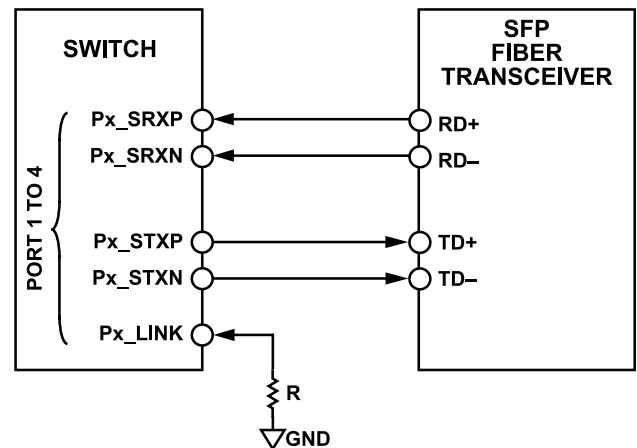 SWITCH
SFP
FIBER
TRANSCEIVER
PORT 1 TO 4
Px_SRXP
RD+
Px_SRXN
RD–
Px_STXP
TD+
Px_STXN
TD–
Px_LINK
R
GND